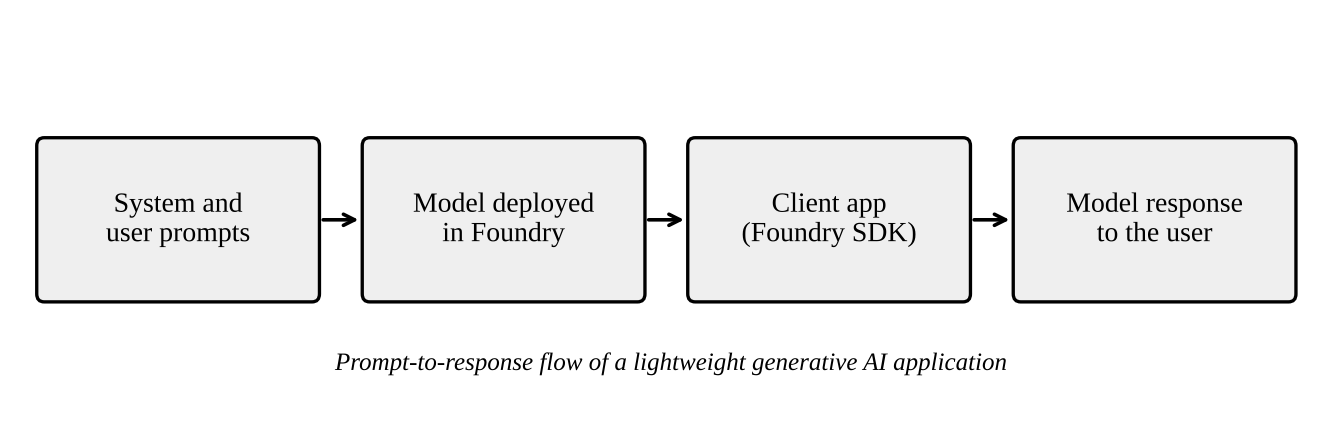 System and
user prompts
Model deployed
in Foundry
Client app
(Foundry SDK)
Model response
to the user
Prompt-to-response flow of a lightweight generative AI application